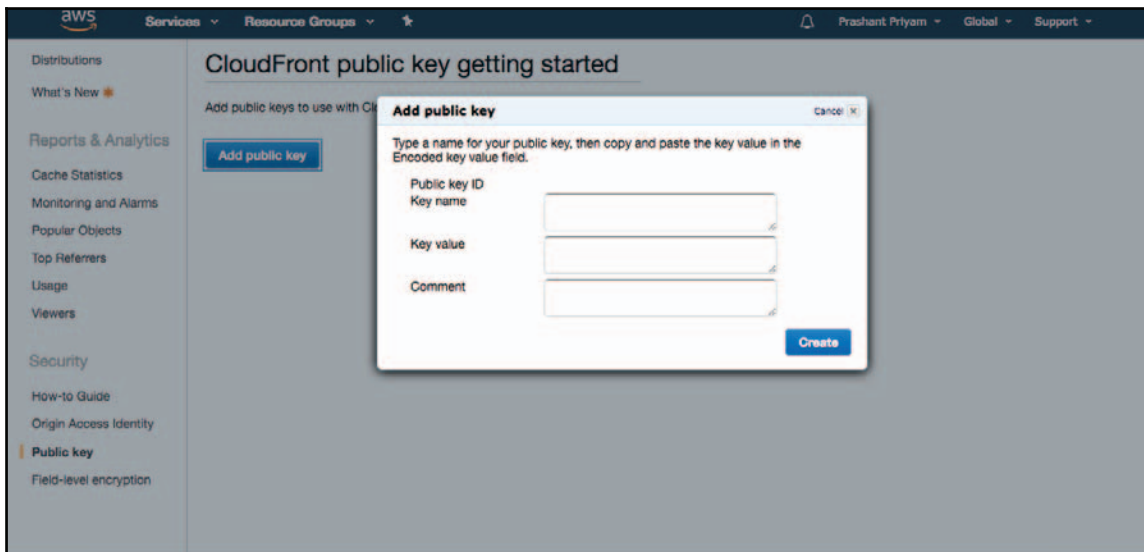 aws Services Resource Groups Prashant Priyam Global Support
Distributions
What's New
Reports & Analytics
Cache Statistics
Monitoring and Alarms
Popular Objects
Top Referrers
Usage
Viewers
Security
How-to Guide
Origin Access Identity
Public key
Field-level encryption
CloudFront public key getting started
Add public keys to use with Cl
Add public key
Add public key Cancel
Type a name for your public key, then copy and paste the key value in the
Encoded key value field.
Public key ID
Key name
Key value
Comment
Create